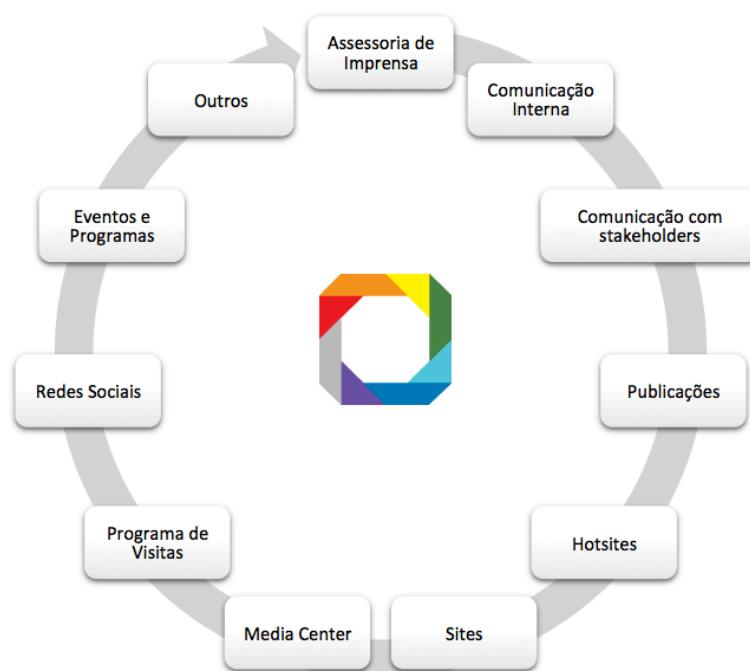 Assessoria de
Imprensa
Comunicação
Interna
Comunicação com
stakeholders
Publicações
Hotsites
Sites
Media Center
Programa de
Visitas
Redes Sociais
Eventos e
Programas
Outros